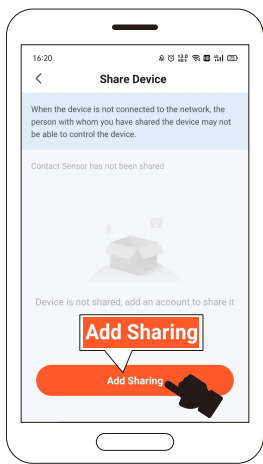 16:20
Share Device
When the device is not connected to the network, the
person with whom you have shared the device may not
be able to control the device.
Contact Sensor has not been shared
Device is not shared, add an account to share it
Add Sharing
Add Sharing